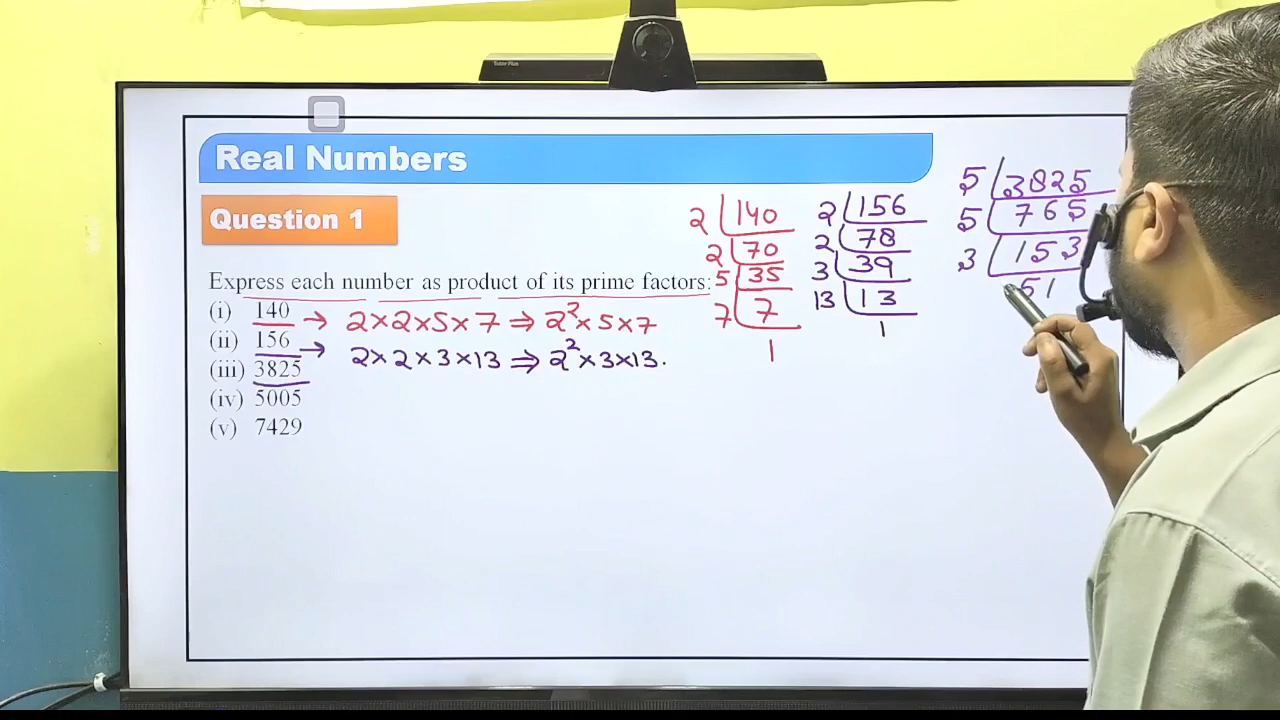 Tutor Plus
Real Numbers
Question 1
Express each number as product of its prime factors:
(i) 140 → 2×2×5×7 ⇒ 2²×5×7
(ii) 156 → 2×2×3×13 ⇒ 2²×3×13.
(iii) 3825
(iv) 5005
(v) 7429
2 140
2 70
5 35
7 7
1
2 156
2 78
3 39
13 13
1
5 3825
5 765
3 153
51